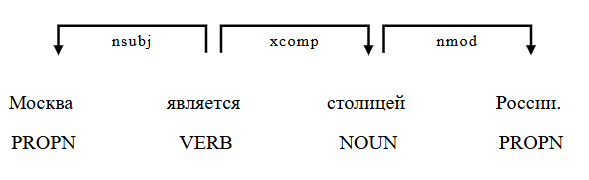 nsubj xcomp nmod
Москва является столицей России.
PROPN VERB NOUN PROPN